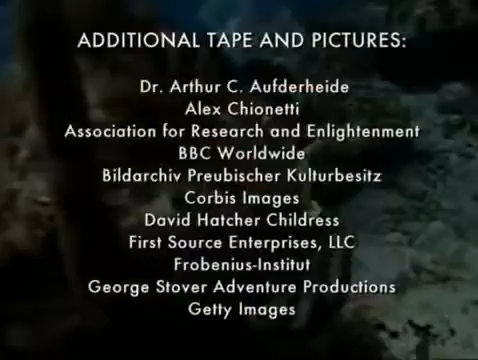 ADDITIONAL TAPE AND PICTURES:
Dr. Arthur C. Aufderheide
Alex Chionetti
Association for Research and Enlightenment
BBC Worldwide
Bildarchiv Preubischer Kulturbesitz
Corbis Images
David Hatcher Childress
First Source Enterprises, LLC
Frobenius-Institut
George Stover Adventure Productions
Getty Images